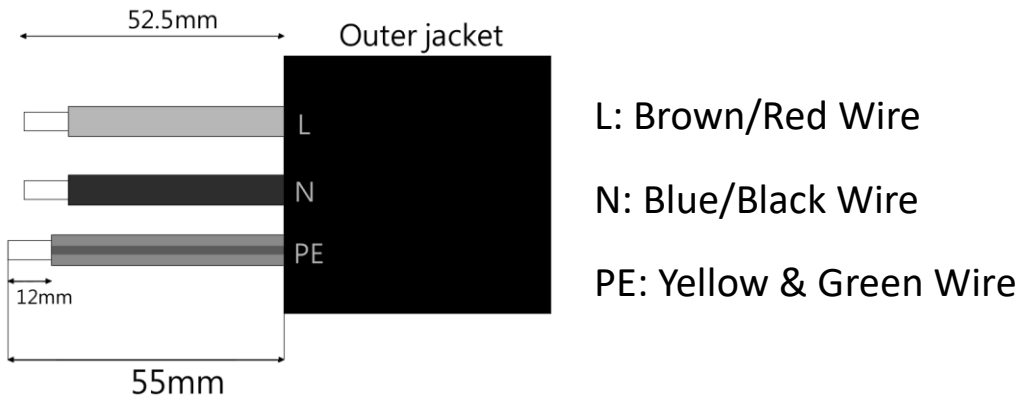 52.5mm
Outer jacket
L
N
PE
12mm
55mm
L: Brown/Red Wire
N: Blue/Black Wire
PE: Yellow & Green Wire